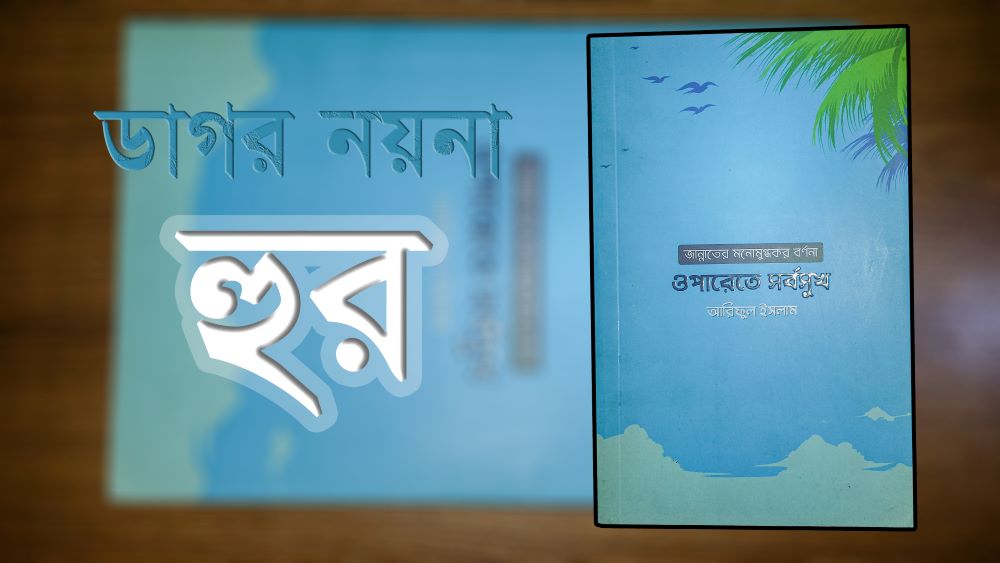 ডাগর নয়না
হুর
জান্নাতের মনোমুগ্ধকর বর্ণনা
ওপারেতে সর্বসুখ
আরিফুল ইসলাম